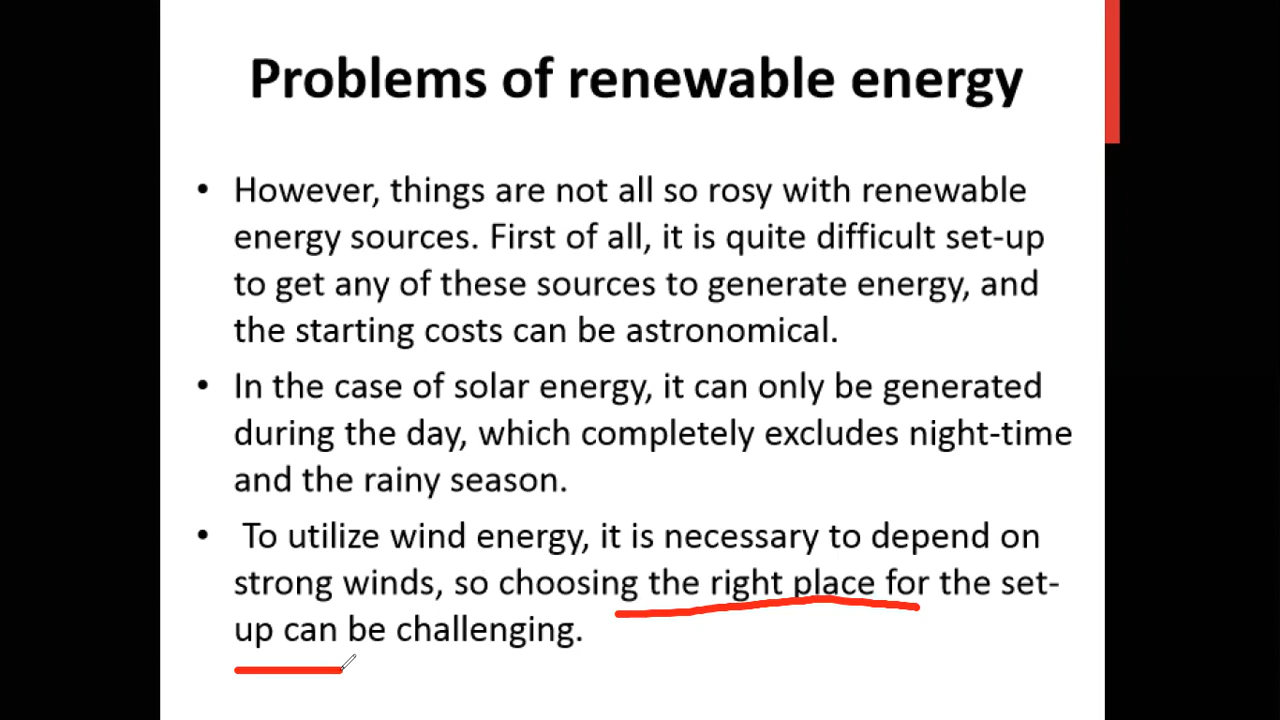 Problems of renewable energy
• However, things are not all so rosy with renewable
energy sources. First of all, it is quite difficult set-up
to get any of these sources to generate energy, and
the starting costs can be astronomical.
• In the case of solar energy, it can only be generated
during the day, which completely excludes night-time
and the rainy season.
• To utilize wind energy, it is necessary to depend on
strong winds, so choosing the right place for the set-
up can be challenging.